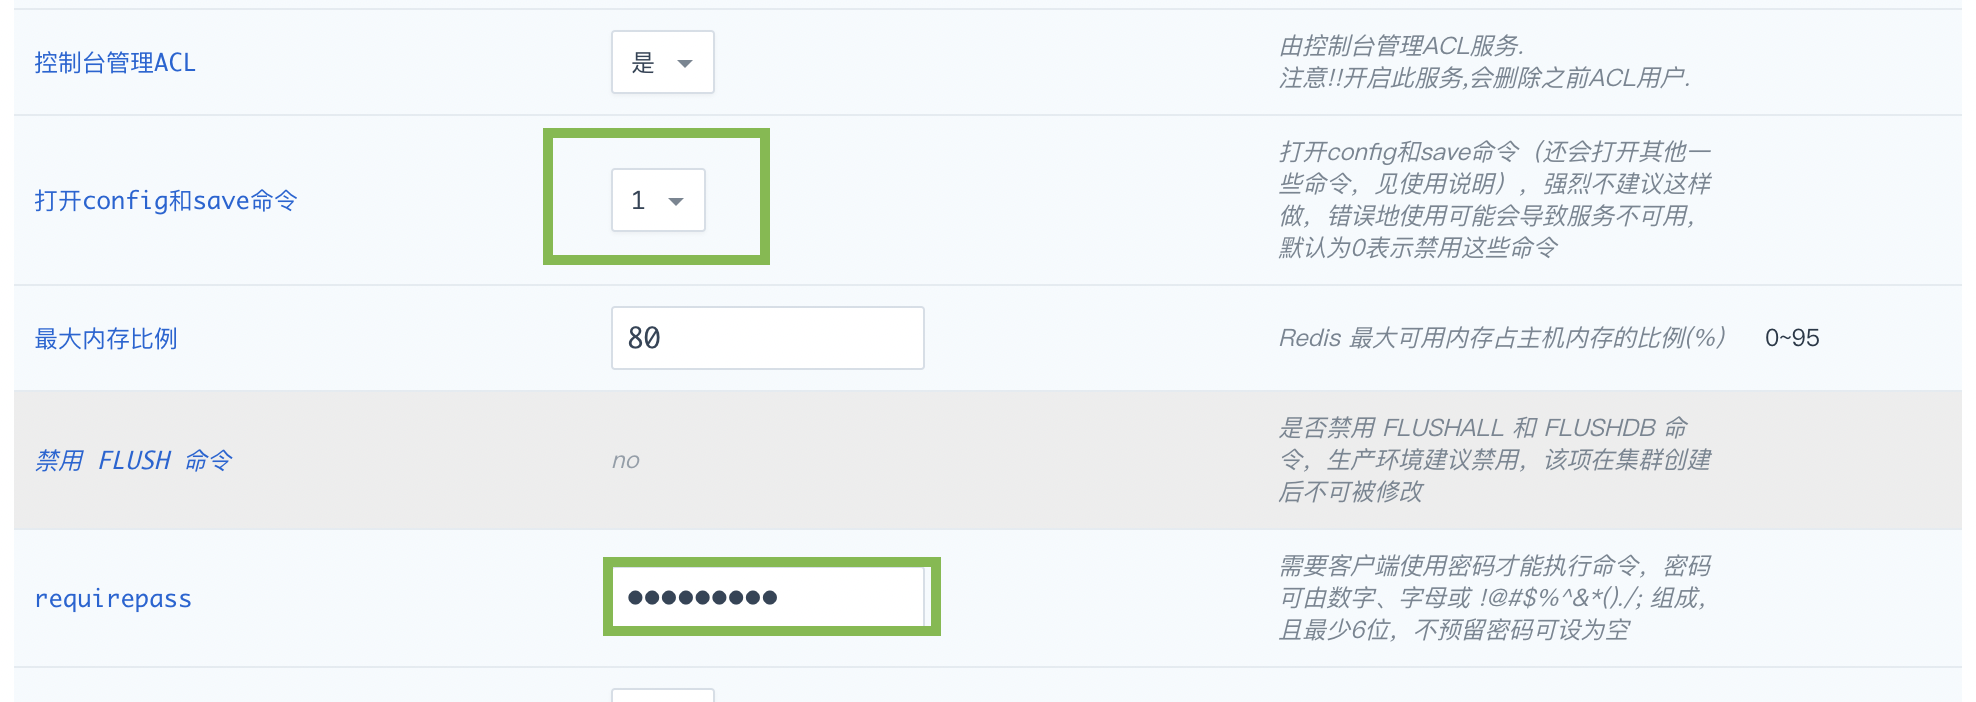 控制台管理ACL
是
由控制台管理ACL服务.
注意!!开启此服务,会删除之前ACL用户.
打开config和save命令
1
打开config和save命令（还会打开其他一
些命令，见使用说明），强烈不建议这样
做，错误地使用可能会导致服务不可用，
默认为0表示禁用这些命令
最大内存比例
80
Redis 最大可用内存占主机内存的比例(%)
0~95
禁用 FLUSH 命令
no
是否禁用 FLUSHALL 和 FLUSHDB 命
令，生产环境建议禁用，该项在集群创建
后不可被修改
requirepass
●●●●●●●●●
需要客户端使用密码才能执行命令，密码
可由数字、字母或 !@#$%^&*()./; 组成，
且最少6位，不预留密码可设为空